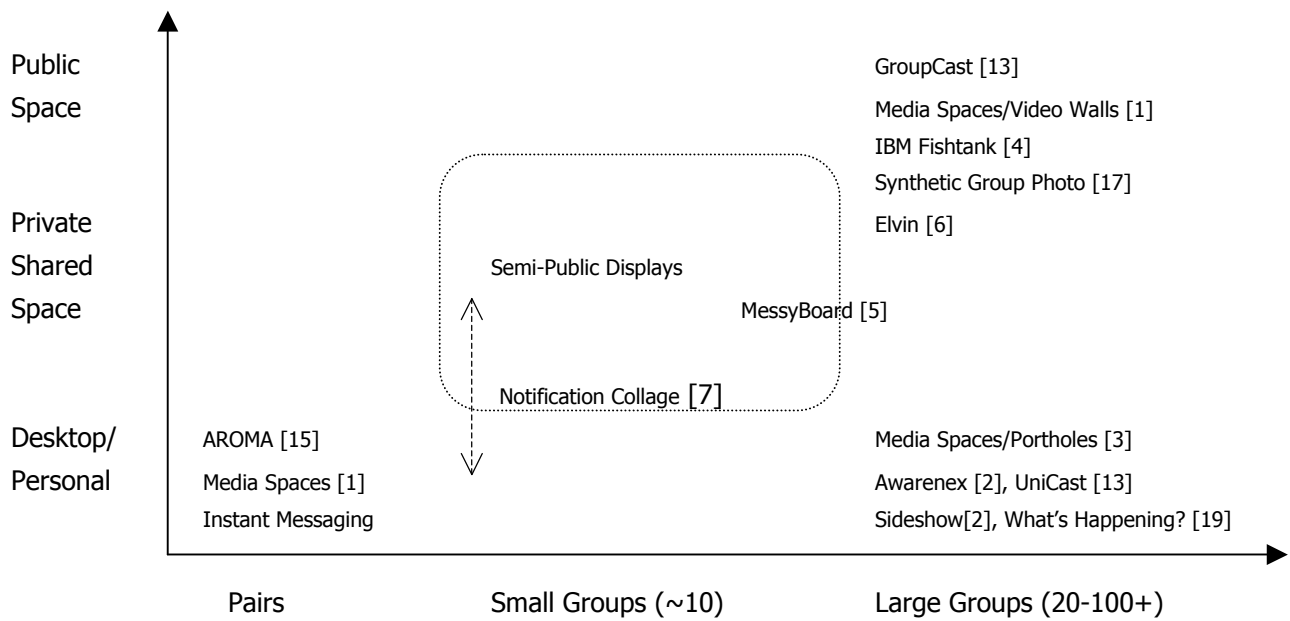 Public
Space
GroupCast [13]
Media Spaces/Video Walls [1]
IBM Fishtank [4]
Synthetic Group Photo [17]
Private
Shared
Space
Elvin [6]
Semi-Public Displays
MessyBoard [5]
Notification Collage [7]
Desktop/
Personal
AROMA [15]
Media Spaces [1]
Instant Messaging
Media Spaces/Portholes [3]
Awarenex [2], UniCast [13]
Sideshow[2], What's Happening? [19]
Pairs
Small Groups (~10)
Large Groups (20-100+)